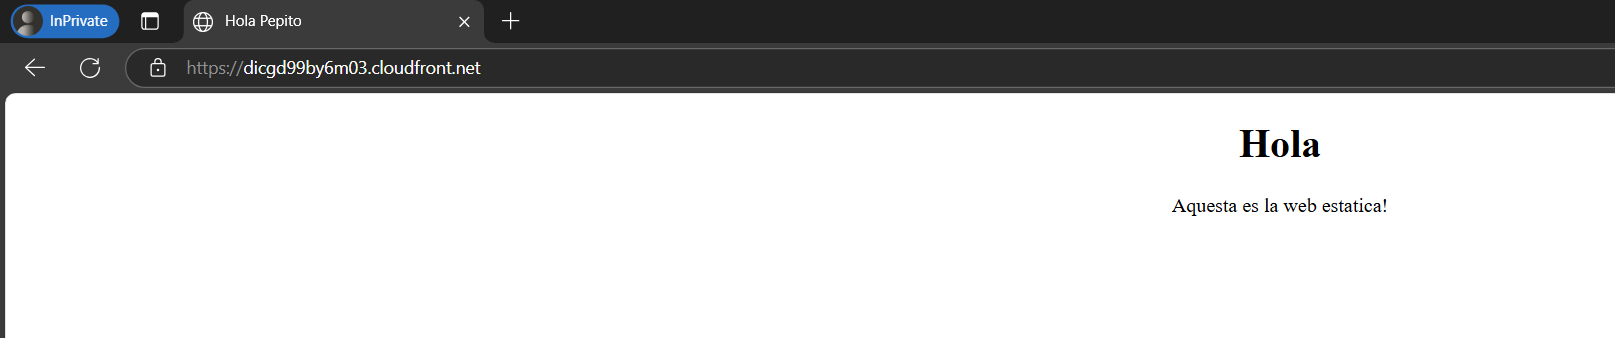 InPrivate
Hola Pepito
https://dicgd99by6m03.cloudfront.net
Hola
Aquesta es la web estatica!